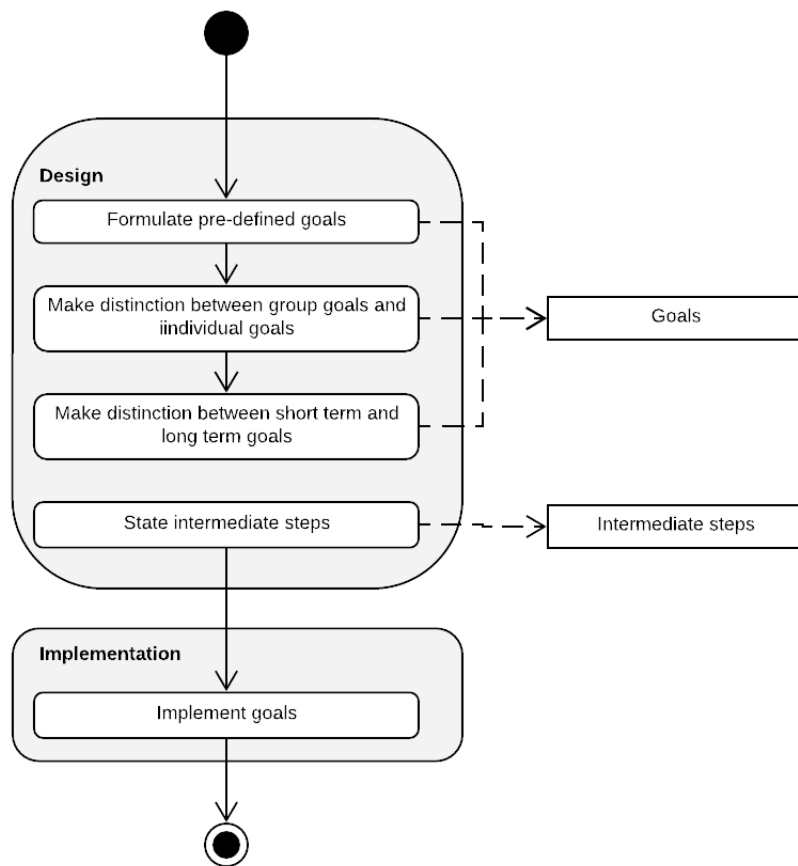 Design
Formulate pre-defined goals
Make distinction between group goals and
iindividual goals
Goals
Make distinction between short term and
long term goals
State intermediate steps
Intermediate steps
Implementation
Implement goals